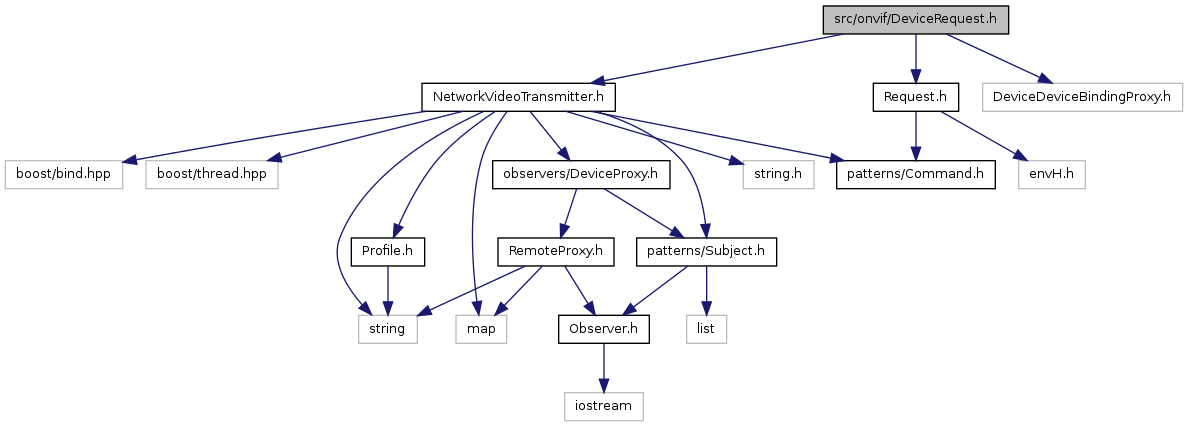 src/onvif/DeviceRequest.h
NetworkVideoTransmitter.h
Request.h
DeviceDeviceBindingProxy.h
boost/bind.hpp
boost/thread.hpp
observers/DeviceProxy.h
string.h
patterns/Command.h
envH.h
Profile.h
RemoteProxy.h
patterns/Subject.h
string
map
Observer.h
list
iostream